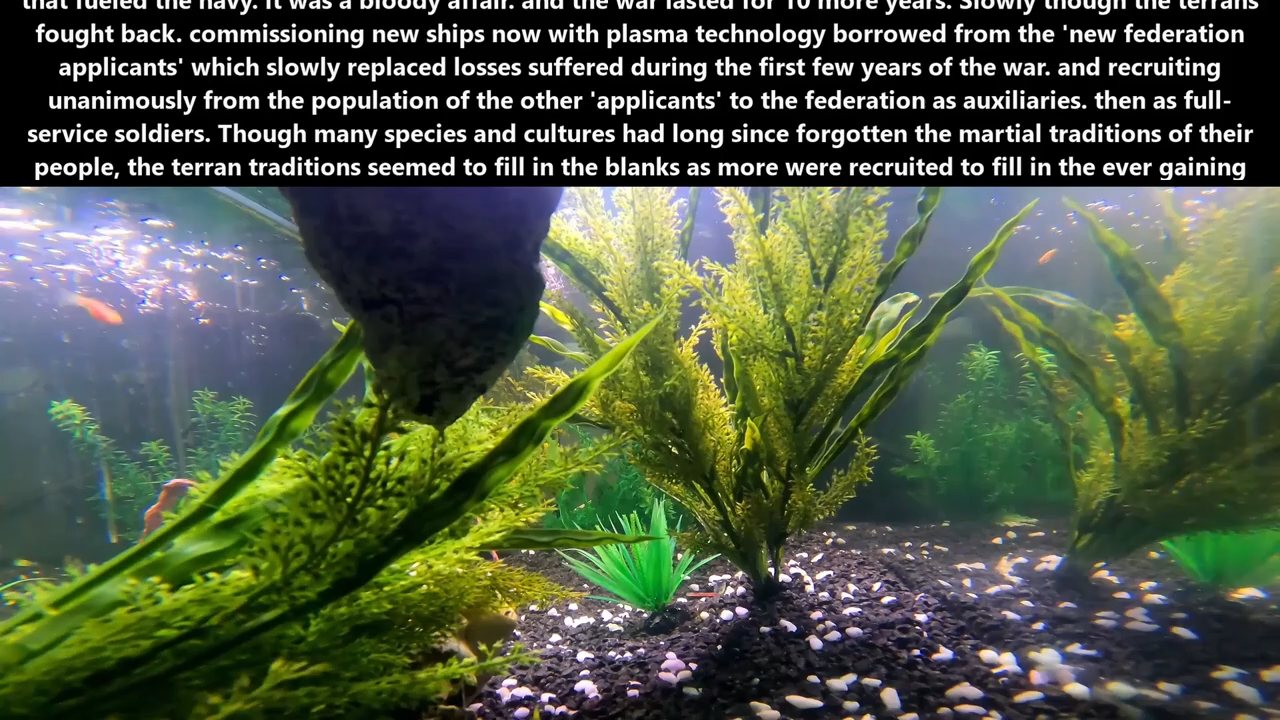 that fueled the navy. It was a bloody affair. and the war lasted for 10 more years. Slowly though the terrans
fought back. commissioning new ships now with plasma technology borrowed from the 'new federation
applicants' which slowly replaced losses suffered during the first few years of the war. and recruiting
unanimously from the population of the other 'applicants' to the federation as auxiliaries. then as full-
service soldiers. Though many species and cultures had long since forgotten the martial traditions of their
people, the terran traditions seemed to fill in the blanks as more were recruited to fill in the ever gaining